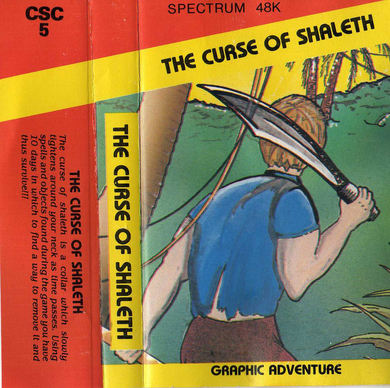 CSC
5
THE CURSE OF SHALETH
The curse of shaleth is a collar which slowly
tightens around your neck as time passes. Using
spells and objects found during the game you have
10 days in which to find a way to remove it and
thus survive!!!
THE CURSE OF SHALETH
SPECTRUM 48K
THE CURSE OF SHALETH
GRAPHIC ADVENTURE